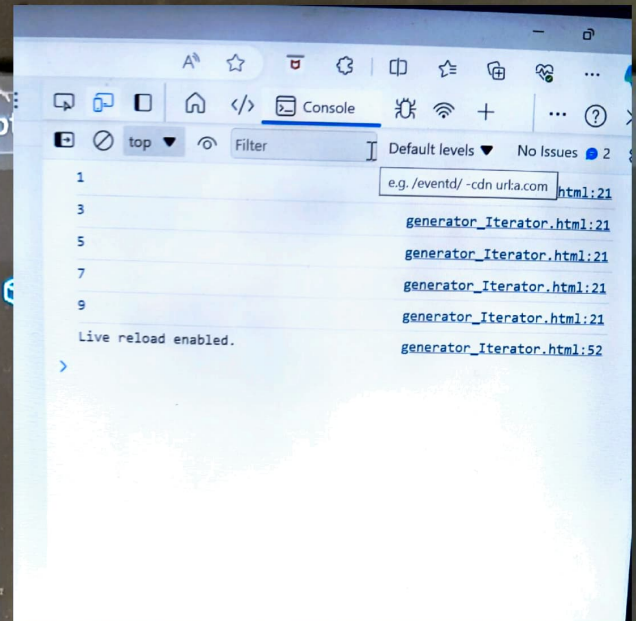 Console
top
Filter
Default levels
No Issues 2
1
html:21
e.g. /eventd/ -cdn url:a.com
3 generator_Iterator.html:21
5 generator_Iterator.html:21
7 generator_Iterator.html:21
9 generator_Iterator.html:21
Live reload enabled. generator_Iterator.html:52